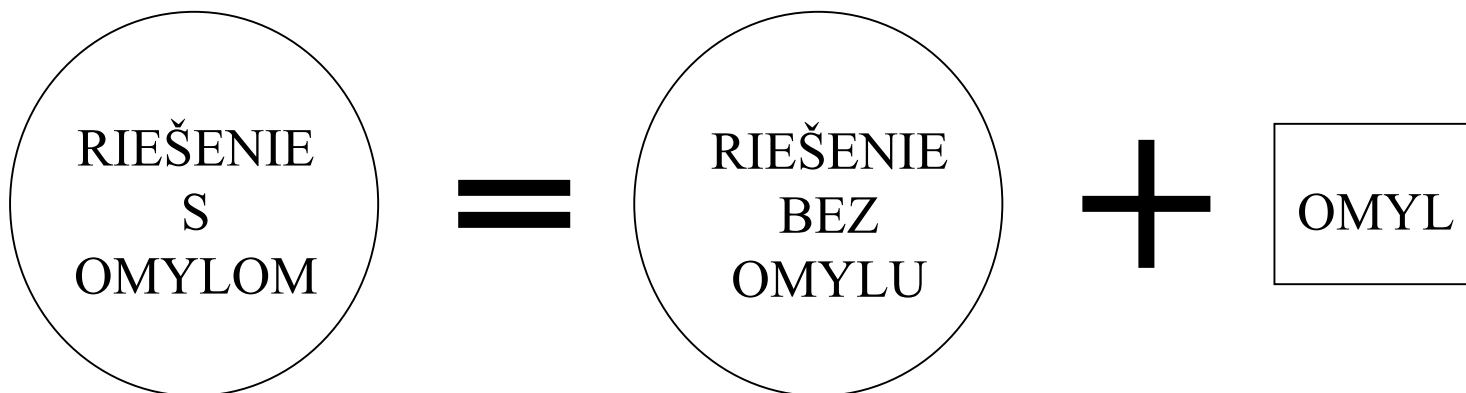 RIEŠENIE
S
OMYLOM
=
RIEŠENIE
BEZ
OMYLU
+
OMYL